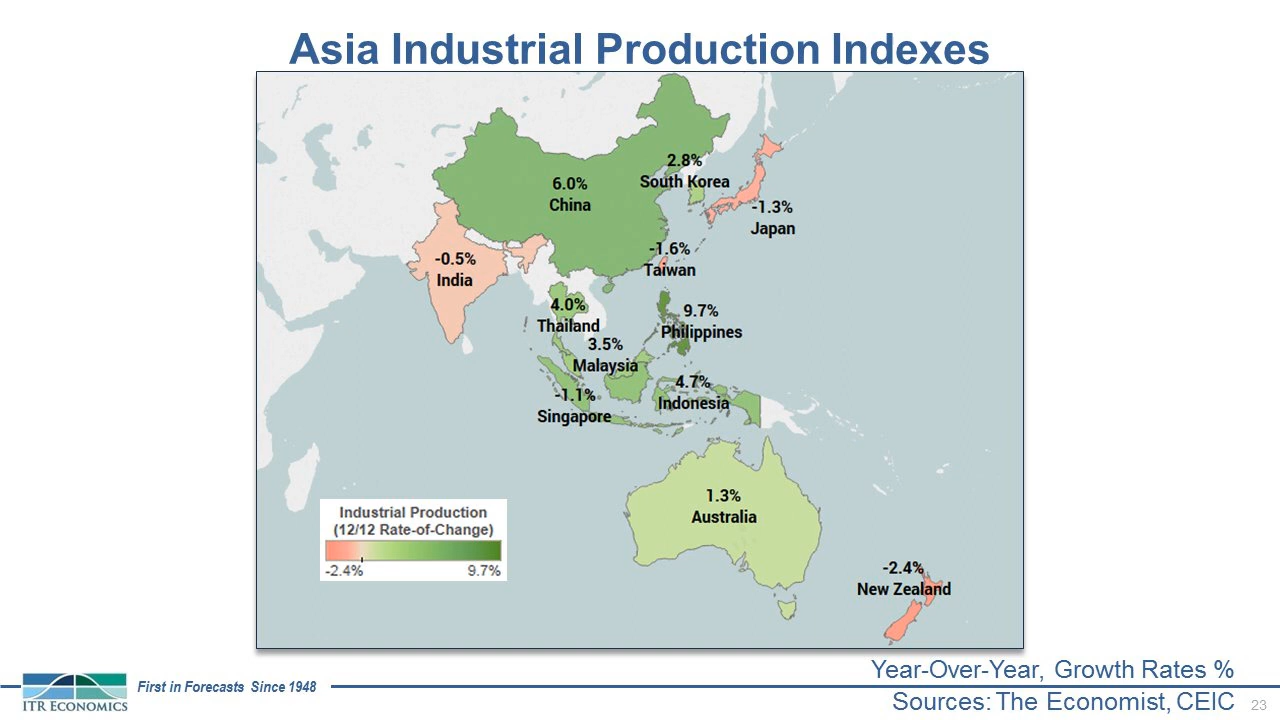 Asia Industrial Production Indexes
2.8%
South Korea
6.0%
China
-1.3%
Japan
-1.6%
Taiwan
-0.5%
India
4.0%
Thailand
9.7%
Philippines
3.5%
Malaysia
4.7%
Indonesia
-1.1%
Singapore
1.3%
Australia
Industrial Production
(12/12 Rate-of-Change)
-2.4% 9.7%
-2.4%
New Zealand
Year-Over-Year, Growth Rates %
First in Forecasts Since 1948
ITR ECONOMICS
Sources: The Economist, CEIC
23